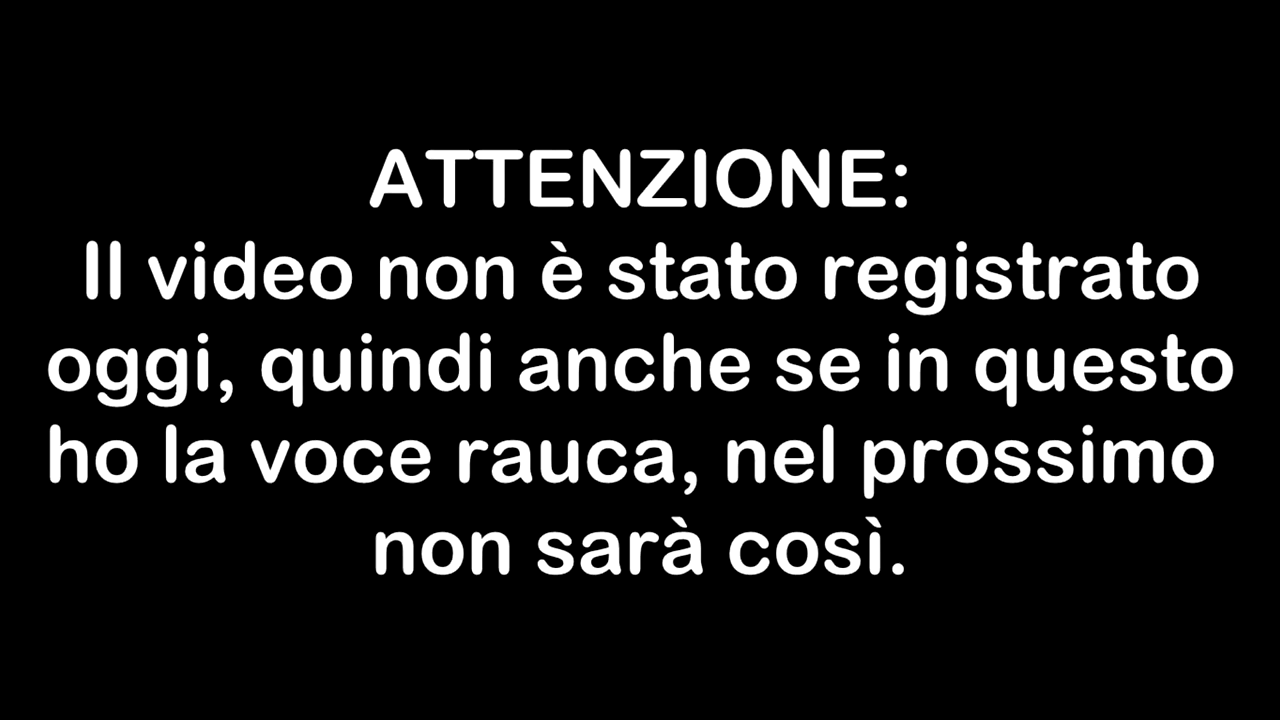 ATTENZIONE:
Il video non è stato registrato
oggi, quindi anche se in questo
ho la voce rauca, nel prossimo
non sarà così.